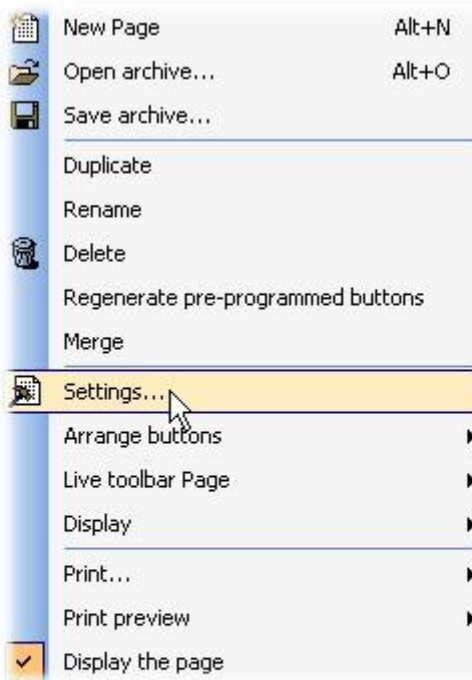 New Page Alt+N
Open archive... Alt+O
Save archive...
Duplicate
Rename
Delete
Regenerate pre-programmed buttons
Merge
Settings...
Arrange buttons
Live toolbar Page
Display
Print...
Print preview
Display the page